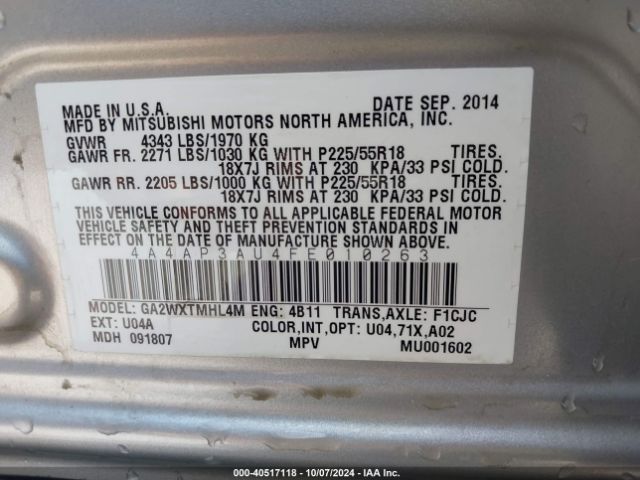 MADE IN U.S.A. DATE SEP. 2014
MFD BY MITSUBISHI MOTORS NORTH AMERICA, INC.
GVWR 4343 LBS/1970 KG
GAWR FR. 2271 LBS/1030 KG WITH P225/55R18 TIRES.
18X7J RIMS AT 230 KPA/33 PSI COLD.
GAWR RR. 2205 LBS/1000 KG WITH P225/55R18 TIRES.
18X7J RIMS AT 230 KPA/33 PSI COLD.
THIS VEHICLE CONFORMS TO ALL APPLICABLE FEDERAL MOTOR
VEHICLE SAFETY AND THEFT PREVENTION STANDARDS IN
EFFECT ON THE DATE OF MANUFACTURE SHOWN ABOVE.
4A4AP3AU4FE010263
MODEL: GA2WXTMHL4M ENG: 4B11 TRANS,AXLE: F1CJC
EXT: U04A COLOR,INT,OPT: U04,71X,A02
MDH 091807 MPV MU001602
000-40517118 - 10/07/2024 - IAA Inc.